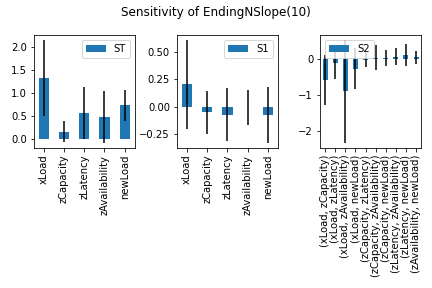 Sensitivity of EndingNSlope(10)
ST
2.0
1.5
1.0
0.5
0.0
xLoad
zCapacity
zLatency
zAvailability
newLoad
S1
0.50
0.25
0.00
−0.25
xLoad
zCapacity
zLatency
zAvailability
newLoad
S2
0
−1
−2
(xLoad, zCapacity)
(xLoad, zLatency)
(xLoad, zAvailability)
(xLoad, newLoad)
(zCapacity, zLatency)
(zCapacity, zAvailability)
(zCapacity, newLoad)
(zLatency, zAvailability)
(zLatency, newLoad)
(zAvailability, newLoad)